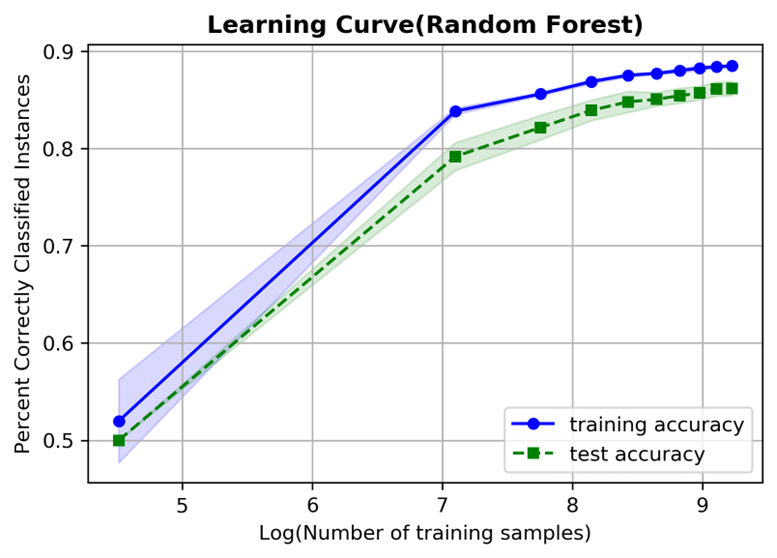 Learning Curve(Random Forest)
Percent Correctly Classified Instances
0.9
0.8
0.7
0.6
0.5
5 6 7 8 9
Log(Number of training samples)
training accuracy
test accuracy